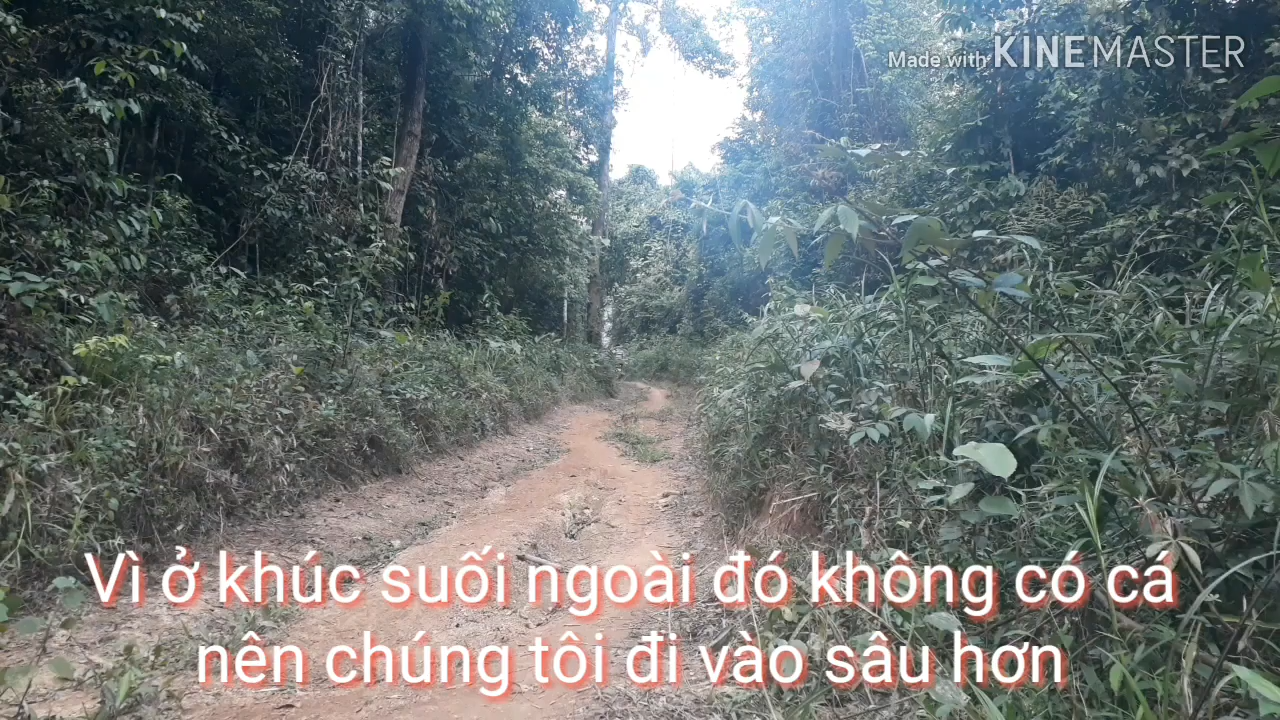 Made with KINEMASTER
Vì ở khúc suối ngoài đó không có cá
nên chúng tôi đi vào sâu hơn